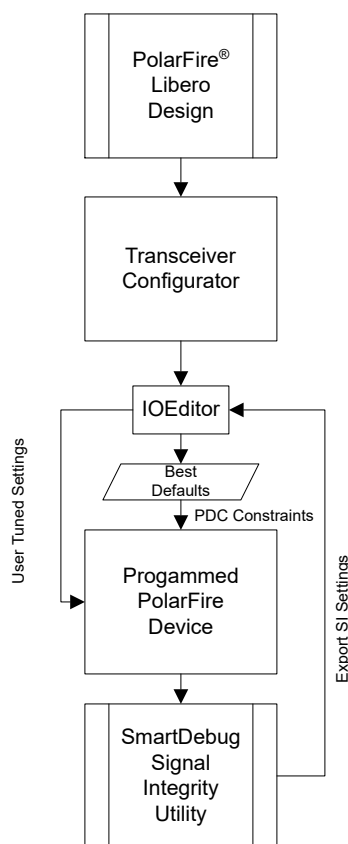 PolarFire®
Libero
Design
Transceiver
Configurator
IOEditor
Best
Defaults
User Tuned Settings
PDC Constraints
Progammed
PolarFire
Device
Export SI Settings
SmartDebug
Signal
Integrity
Utility